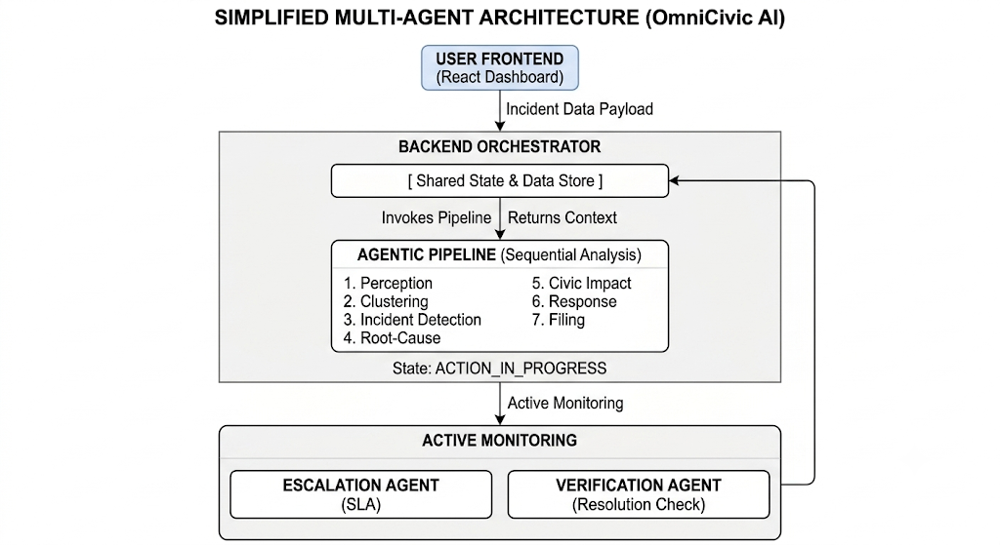 SIMPLIFIED MULTI-AGENT ARCHITECTURE (OmniCivic AI)
USER FRONTEND
(React Dashboard)
Incident Data Payload
BACKEND ORCHESTRATOR
[ Shared State & Data Store ]
Invokes Pipeline
Returns Context
AGENTIC PIPELINE (Sequential Analysis)
1. Perception
2. Clustering
3. Incident Detection
4. Root-Cause
5. Civic Impact
6. Response
7. Filing
State: ACTION_IN_PROGRESS
Active Monitoring
ACTIVE MONITORING
ESCALATION AGENT
(SLA)
VERIFICATION AGENT
(Resolution Check)